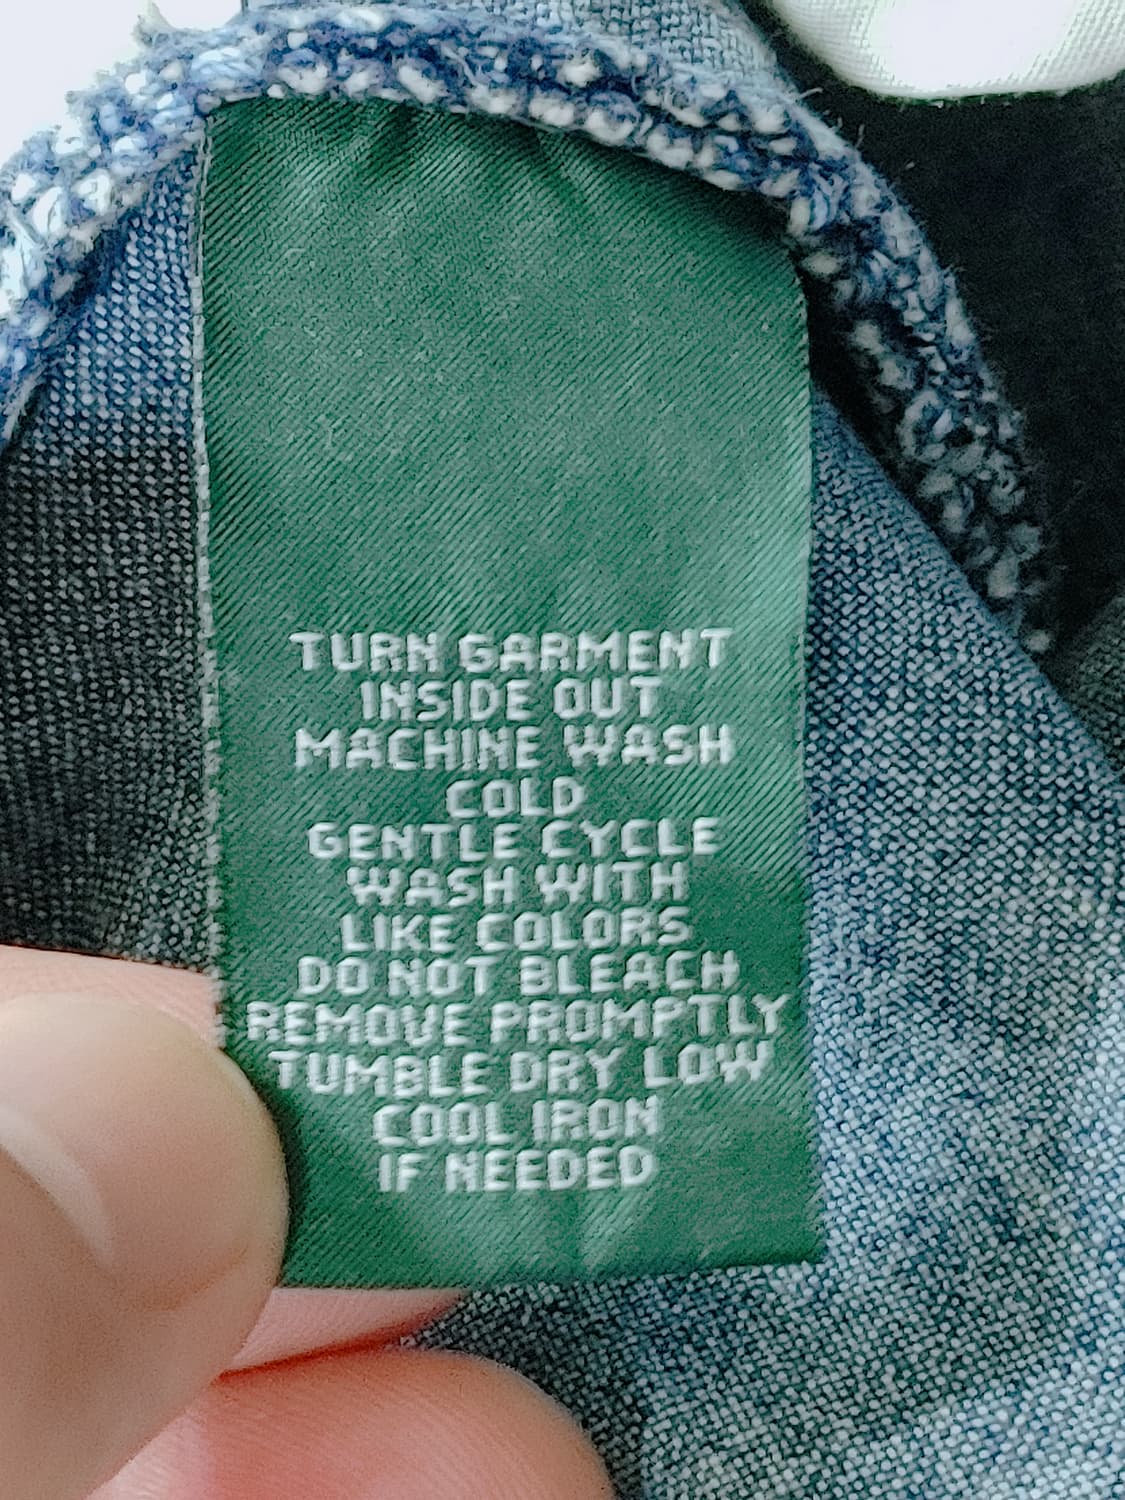 TURN GARMENT
INSIDE OUT
MACHINE WASH
COLD
GENTLE CYCLE
WASH WITH
LIKE COLORS
DO NOT BLEACH
REMOVE PROMPTLY
TUMBLE DRY LOW
COOL IRON
IF NEEDED